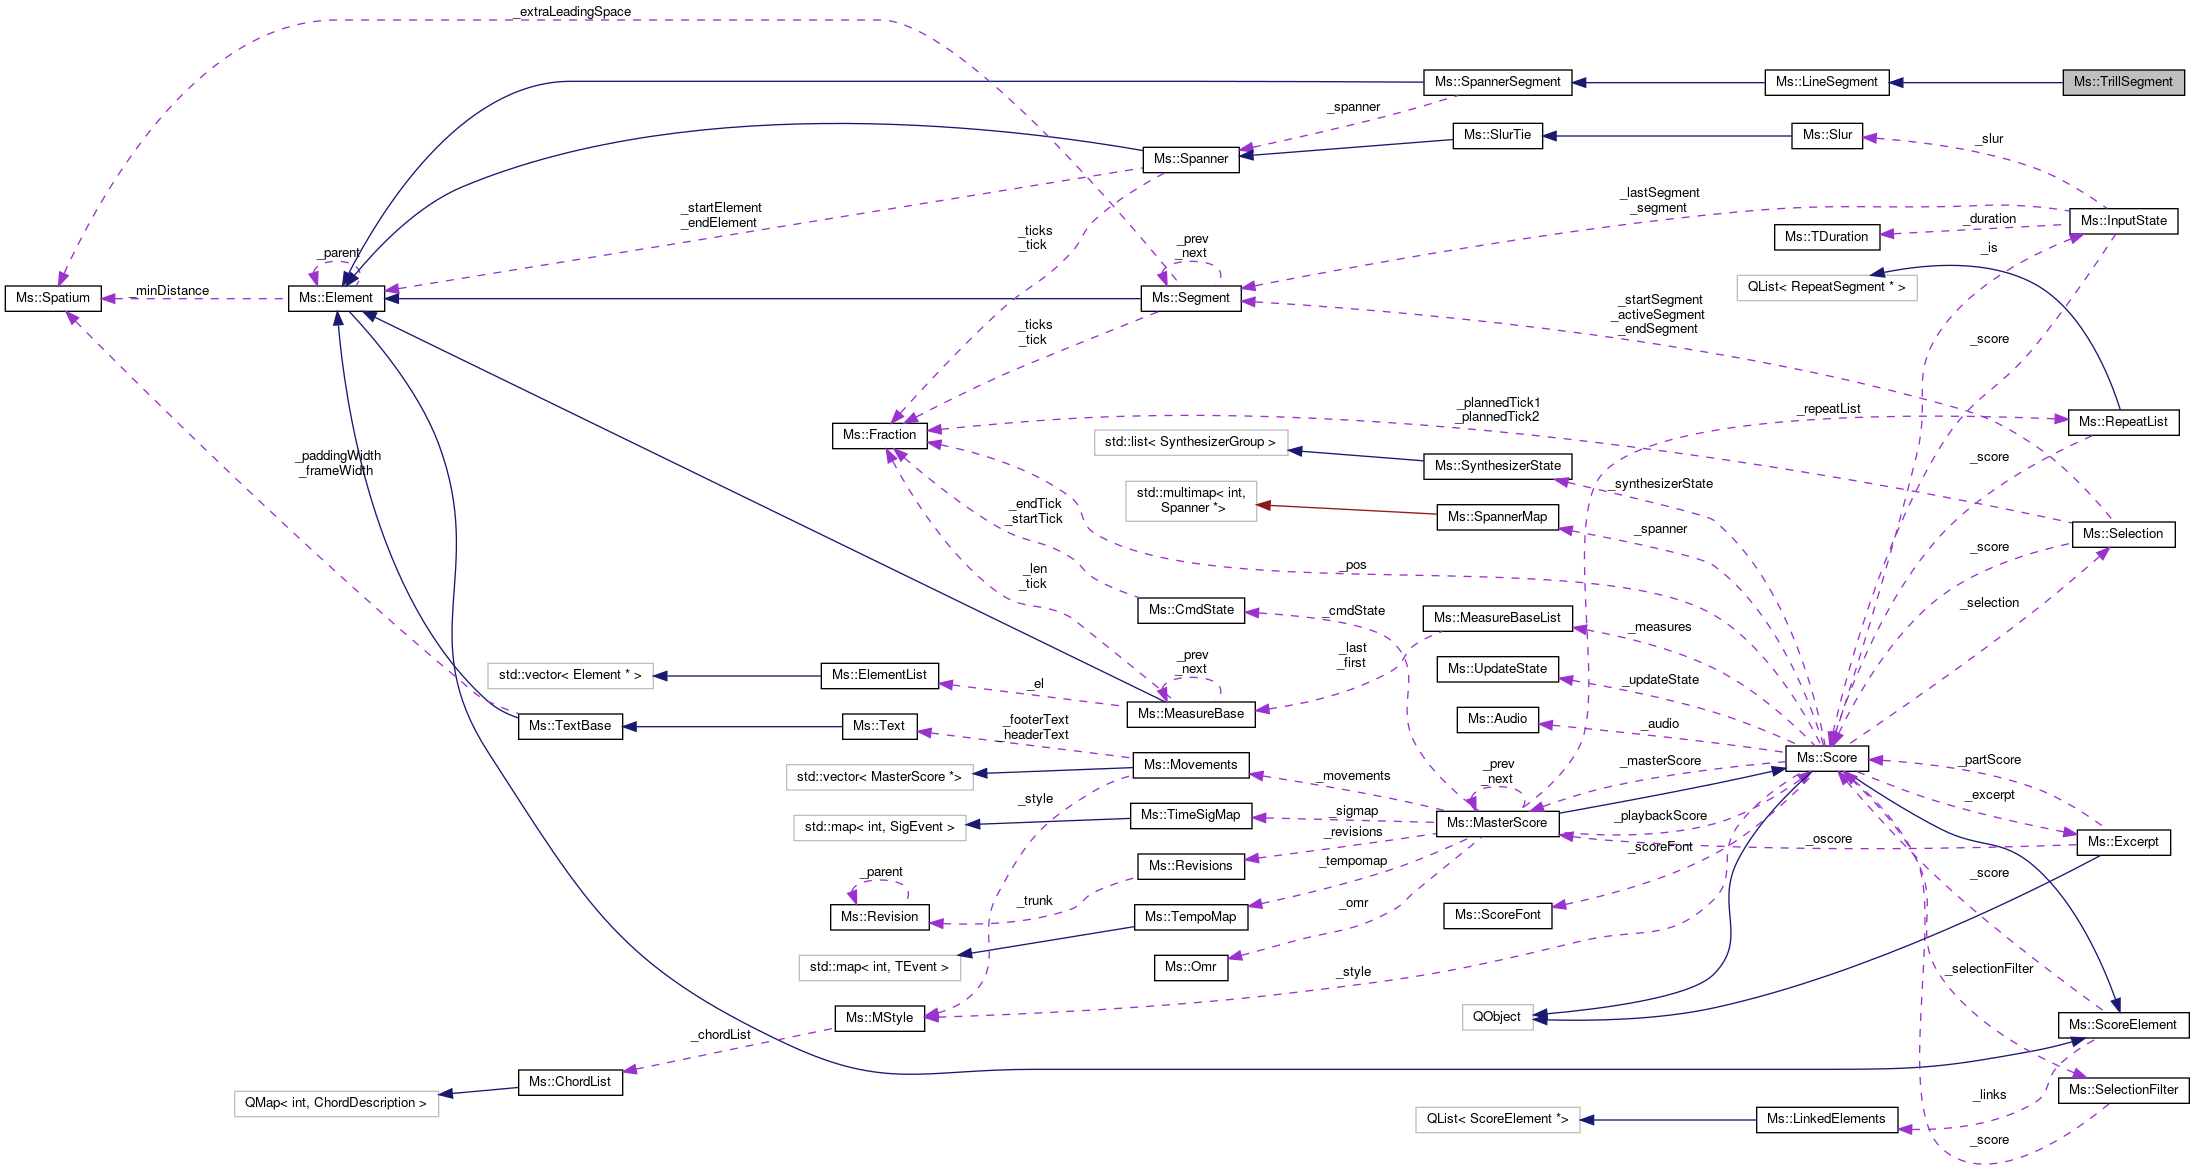 _extraLeadingSpace
Ms::SpannerSegment
Ms::LineSegment
Ms::TrillSegment
_spanner
Ms::SlurTie
Ms::Slur
_slur
Ms::Spanner
_lastSegment
_segment
_startElement
_endElement
Ms::InputState
_duration
Ms::TDuration
_ticks
_tick
_prev
_next
_is
_parent
QList< RepeatSegment * >
Ms::Spatium
_minDistance
Ms::Element
Ms::Segment
_startSegment
_activeSegment
_endSegment
_ticks
_tick
_score
_plannedTick1
_plannedTick2
_repeatList
Ms::RepeatList
Ms::Fraction
std::list< SynthesizerGroup >
_paddingWidth
_frameWidth
Ms::SynthesizerState
_score
_synthesizerState
std::multimap< int,
Spanner *>
_endTick
_startTick
Ms::SpannerMap
_spanner
Ms::Selection
_score
_len
_tick
_pos
Ms::CmdState
_cmdState
Ms::MeasureBaseList
_measures
_selection
_prev
_next
_last
_first
Ms::UpdateState
_updateState
std::vector< Element * >
Ms::ElementList
_el
Ms::MeasureBase
Ms::Audio
_audio
Ms::TextBase
Ms::Text
_footerText
_headerText
Ms::Movements
std::vector< MasterScore *>
_movements
_prev
_next
_masterScore
Ms::Score
_partScore
_style
_excerpt
std::map< int, SigEvent >
Ms::TimeSigMap
_sigmap
Ms::MasterScore
_playbackScore
_revisions
_oscore
Ms::Excerpt
_scoreFont
_parent
Ms::Revisions
_tempomap
_score
_trunk
_omr
Ms::Revision
Ms::TempoMap
Ms::ScoreFont
std::map< int, TEvent >
Ms::Omr
_style
_selectionFilter
Ms::MStyle
QObject
Ms::ScoreElement
_chordList
Ms::ChordList
QMap< int, ChordDescription >
Ms::SelectionFilter
_links
QList< ScoreElement *>
Ms::LinkedElements
_score